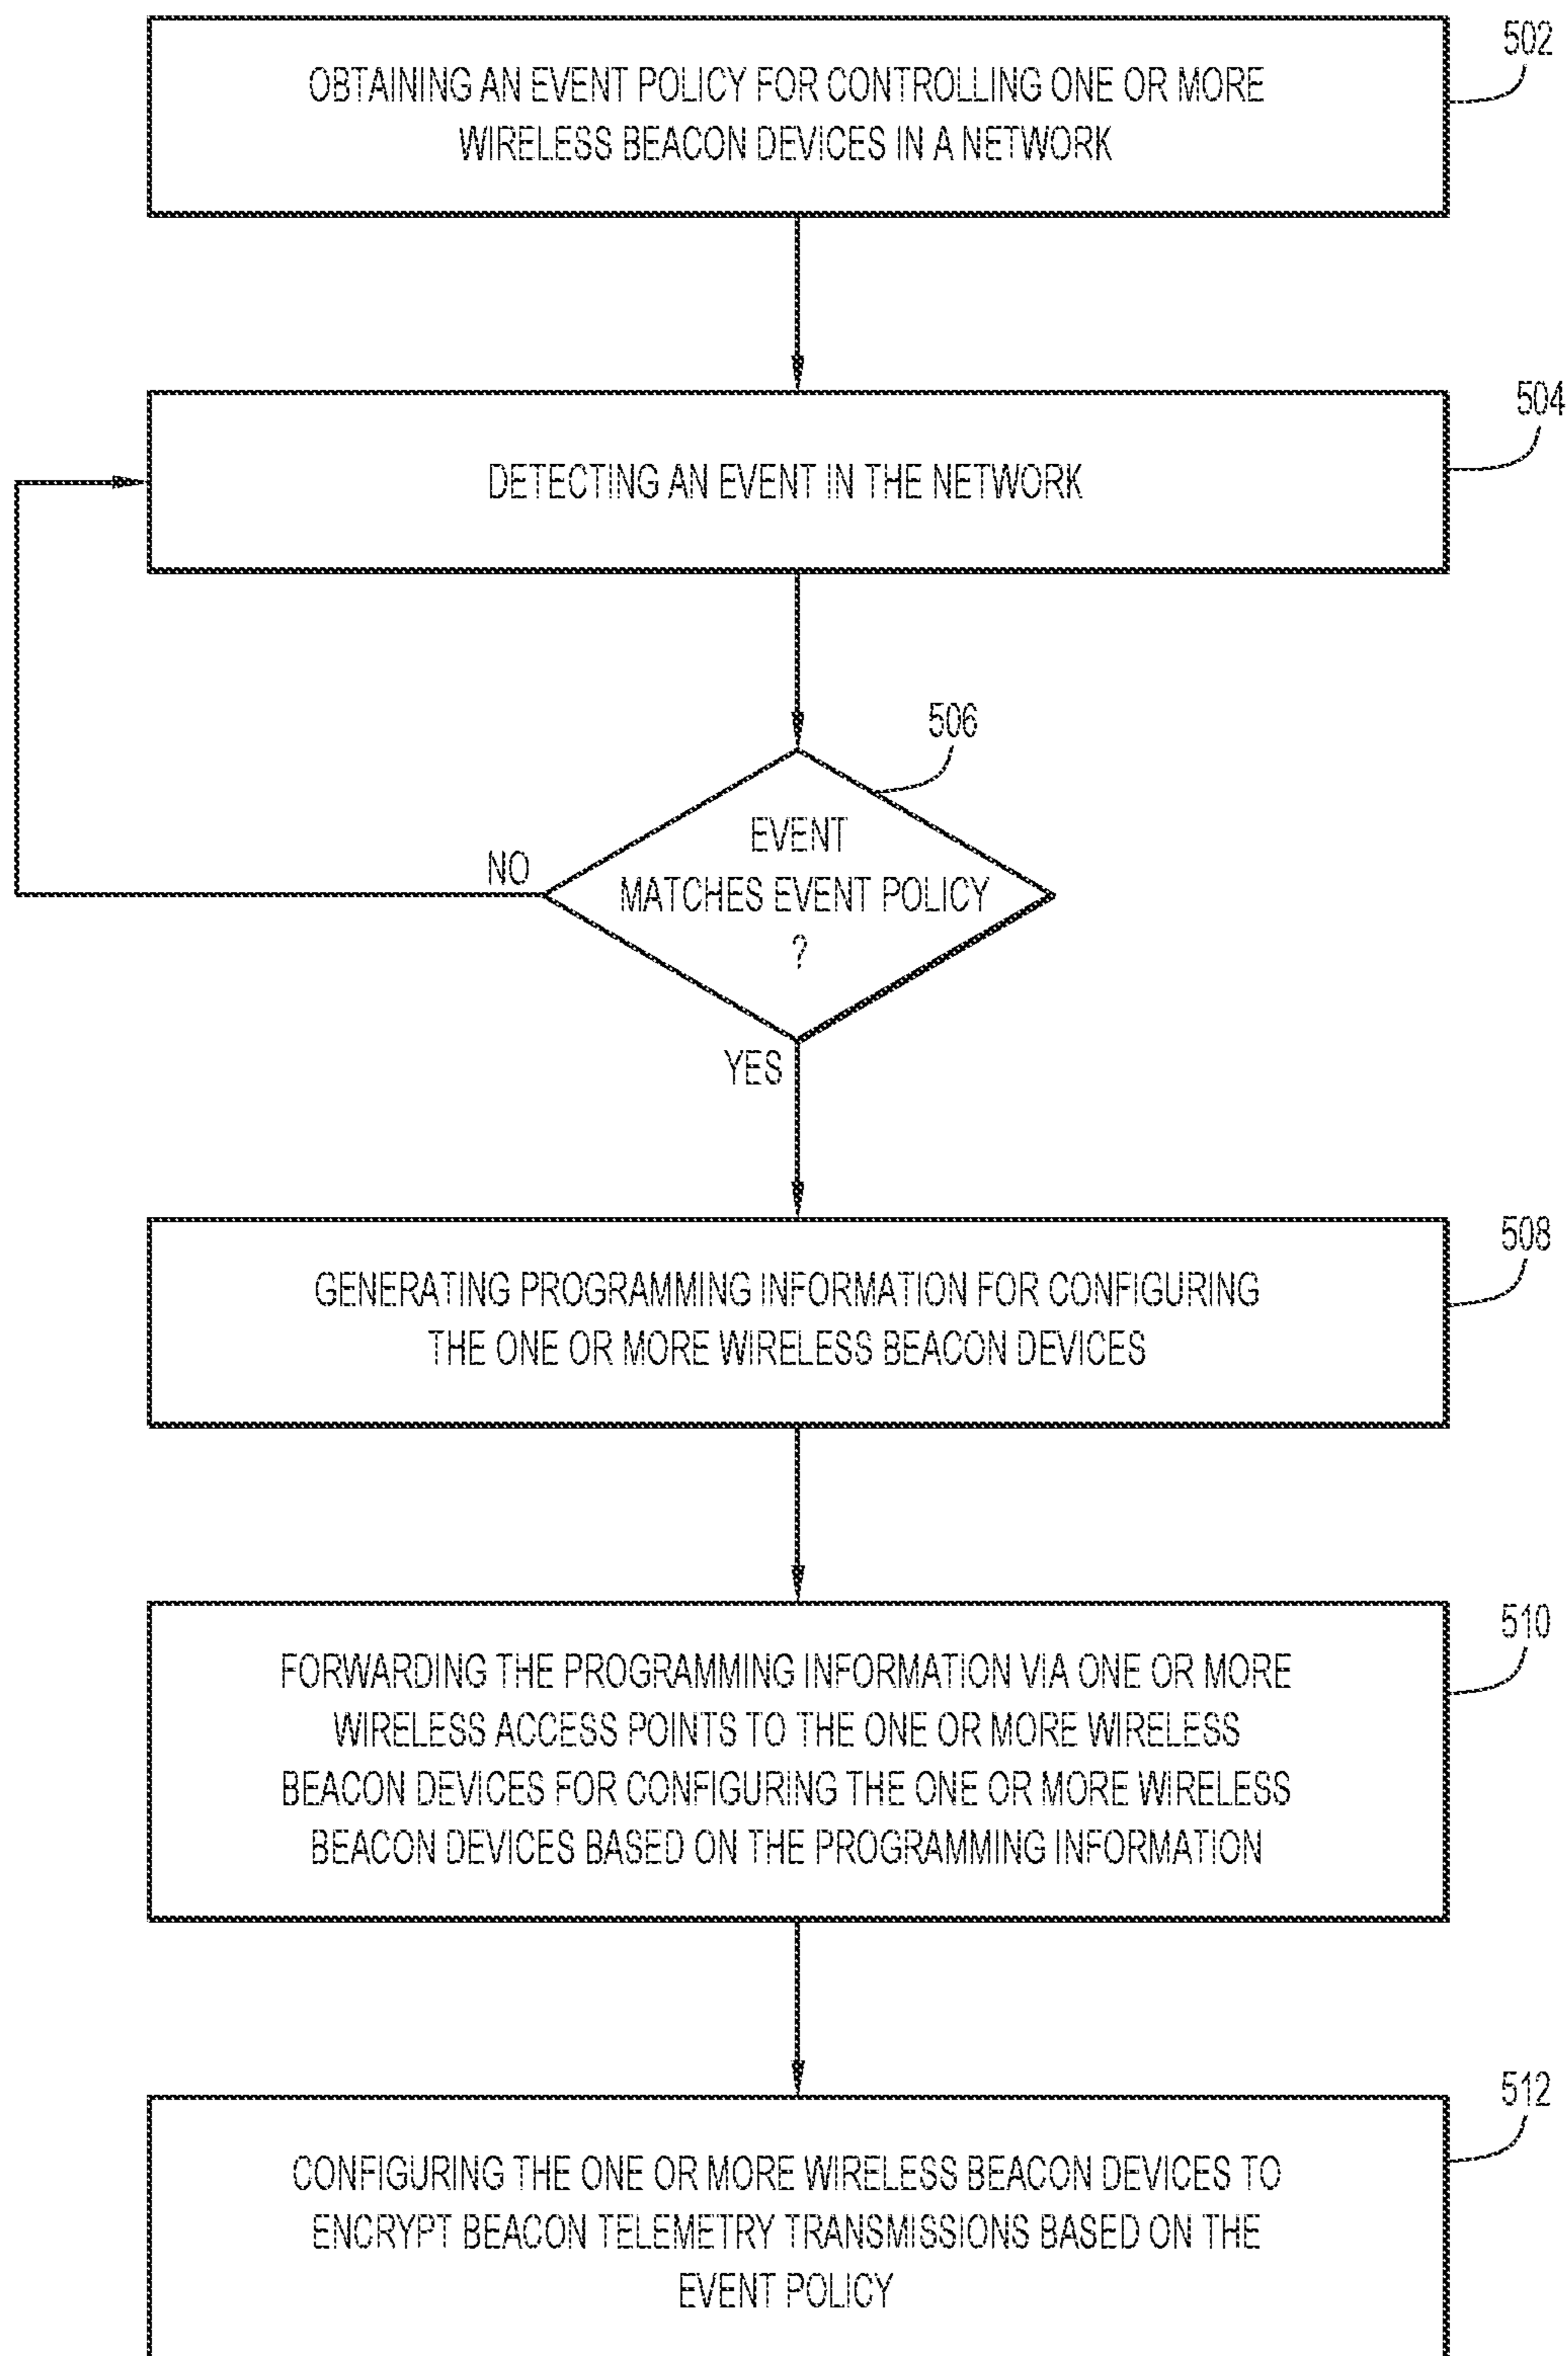 502
OBTAINING AN EVENT POLICY FOR CONTROLLING ONE OR MORE
WIRELESS BEACON DEVICES IN A NETWORK
504
DETECTING AN EVENT IN THE NETWORK
506
EVENT
MATCHES EVENT POLICY
?
NO
YES
508
GENERATING PROGRAMMING INFORMATION FOR CONFIGURING
THE ONE OR MORE WIRELESS BEACON DEVICES
510
FORWARDING THE PROGRAMMING INFORMATION VIA ONE OR MORE
WIRELESS ACCESS POINTS TO THE ONE OR MORE WIRELESS
BEACON DEVICES FOR CONFIGURING THE ONE OR MORE WIRELESS
BEACON DEVICES BASED ON THE PROGRAMMING INFORMATION
512
CONFIGURING THE ONE OR MORE WIRELESS BEACON DEVICES TO
ENCRYPT BEACON TELEMETRY TRANSMISSIONS BASED ON THE
EVENT POLICY